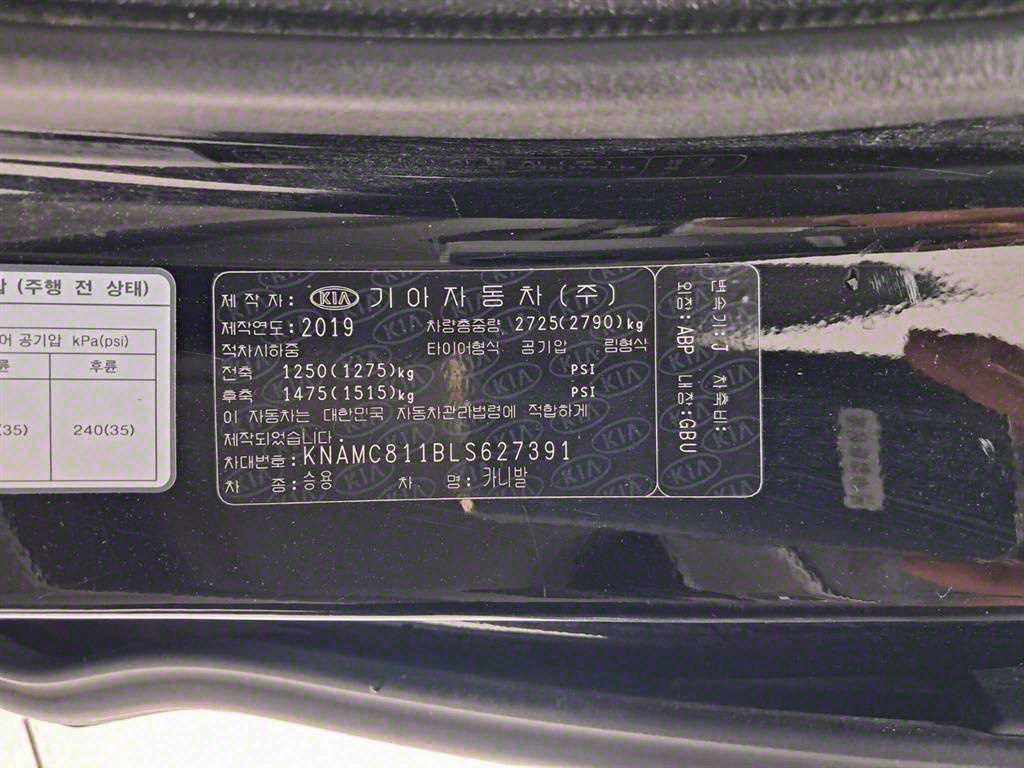 (주행 전 상태)
어 공기압 kPa(psi)
륜 후륜
(35) 240(35)
제 작 자: KIA 기아자동차(주)
제작연도:2019 차량총중량 2725(2790)kg
적차시하중 타이어형식 공기압 림형식
전축 1250(1275)kg PSI
후축 1475(1515)kg PSI
이 자동차는 대한민국 자동차관리법령에 적합하게
제작되었습니다.
차대번호:KNAMC811BLS627391
차 종:승용 차 명:카니발
변속기:J 차축비:
외장:ABP 내장:GBU